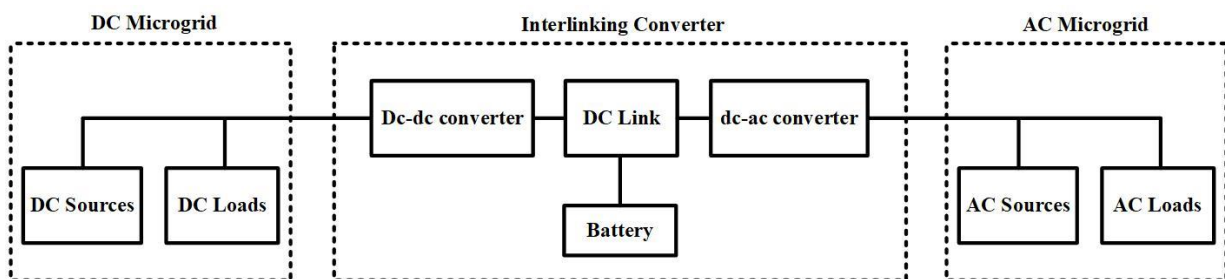 DC Microgrid
Interlinking Converter
AC Microgrid
Dc-dc converter
DC Link
dc-ac converter
DC Sources
DC Loads
Battery
AC Sources
AC Loads